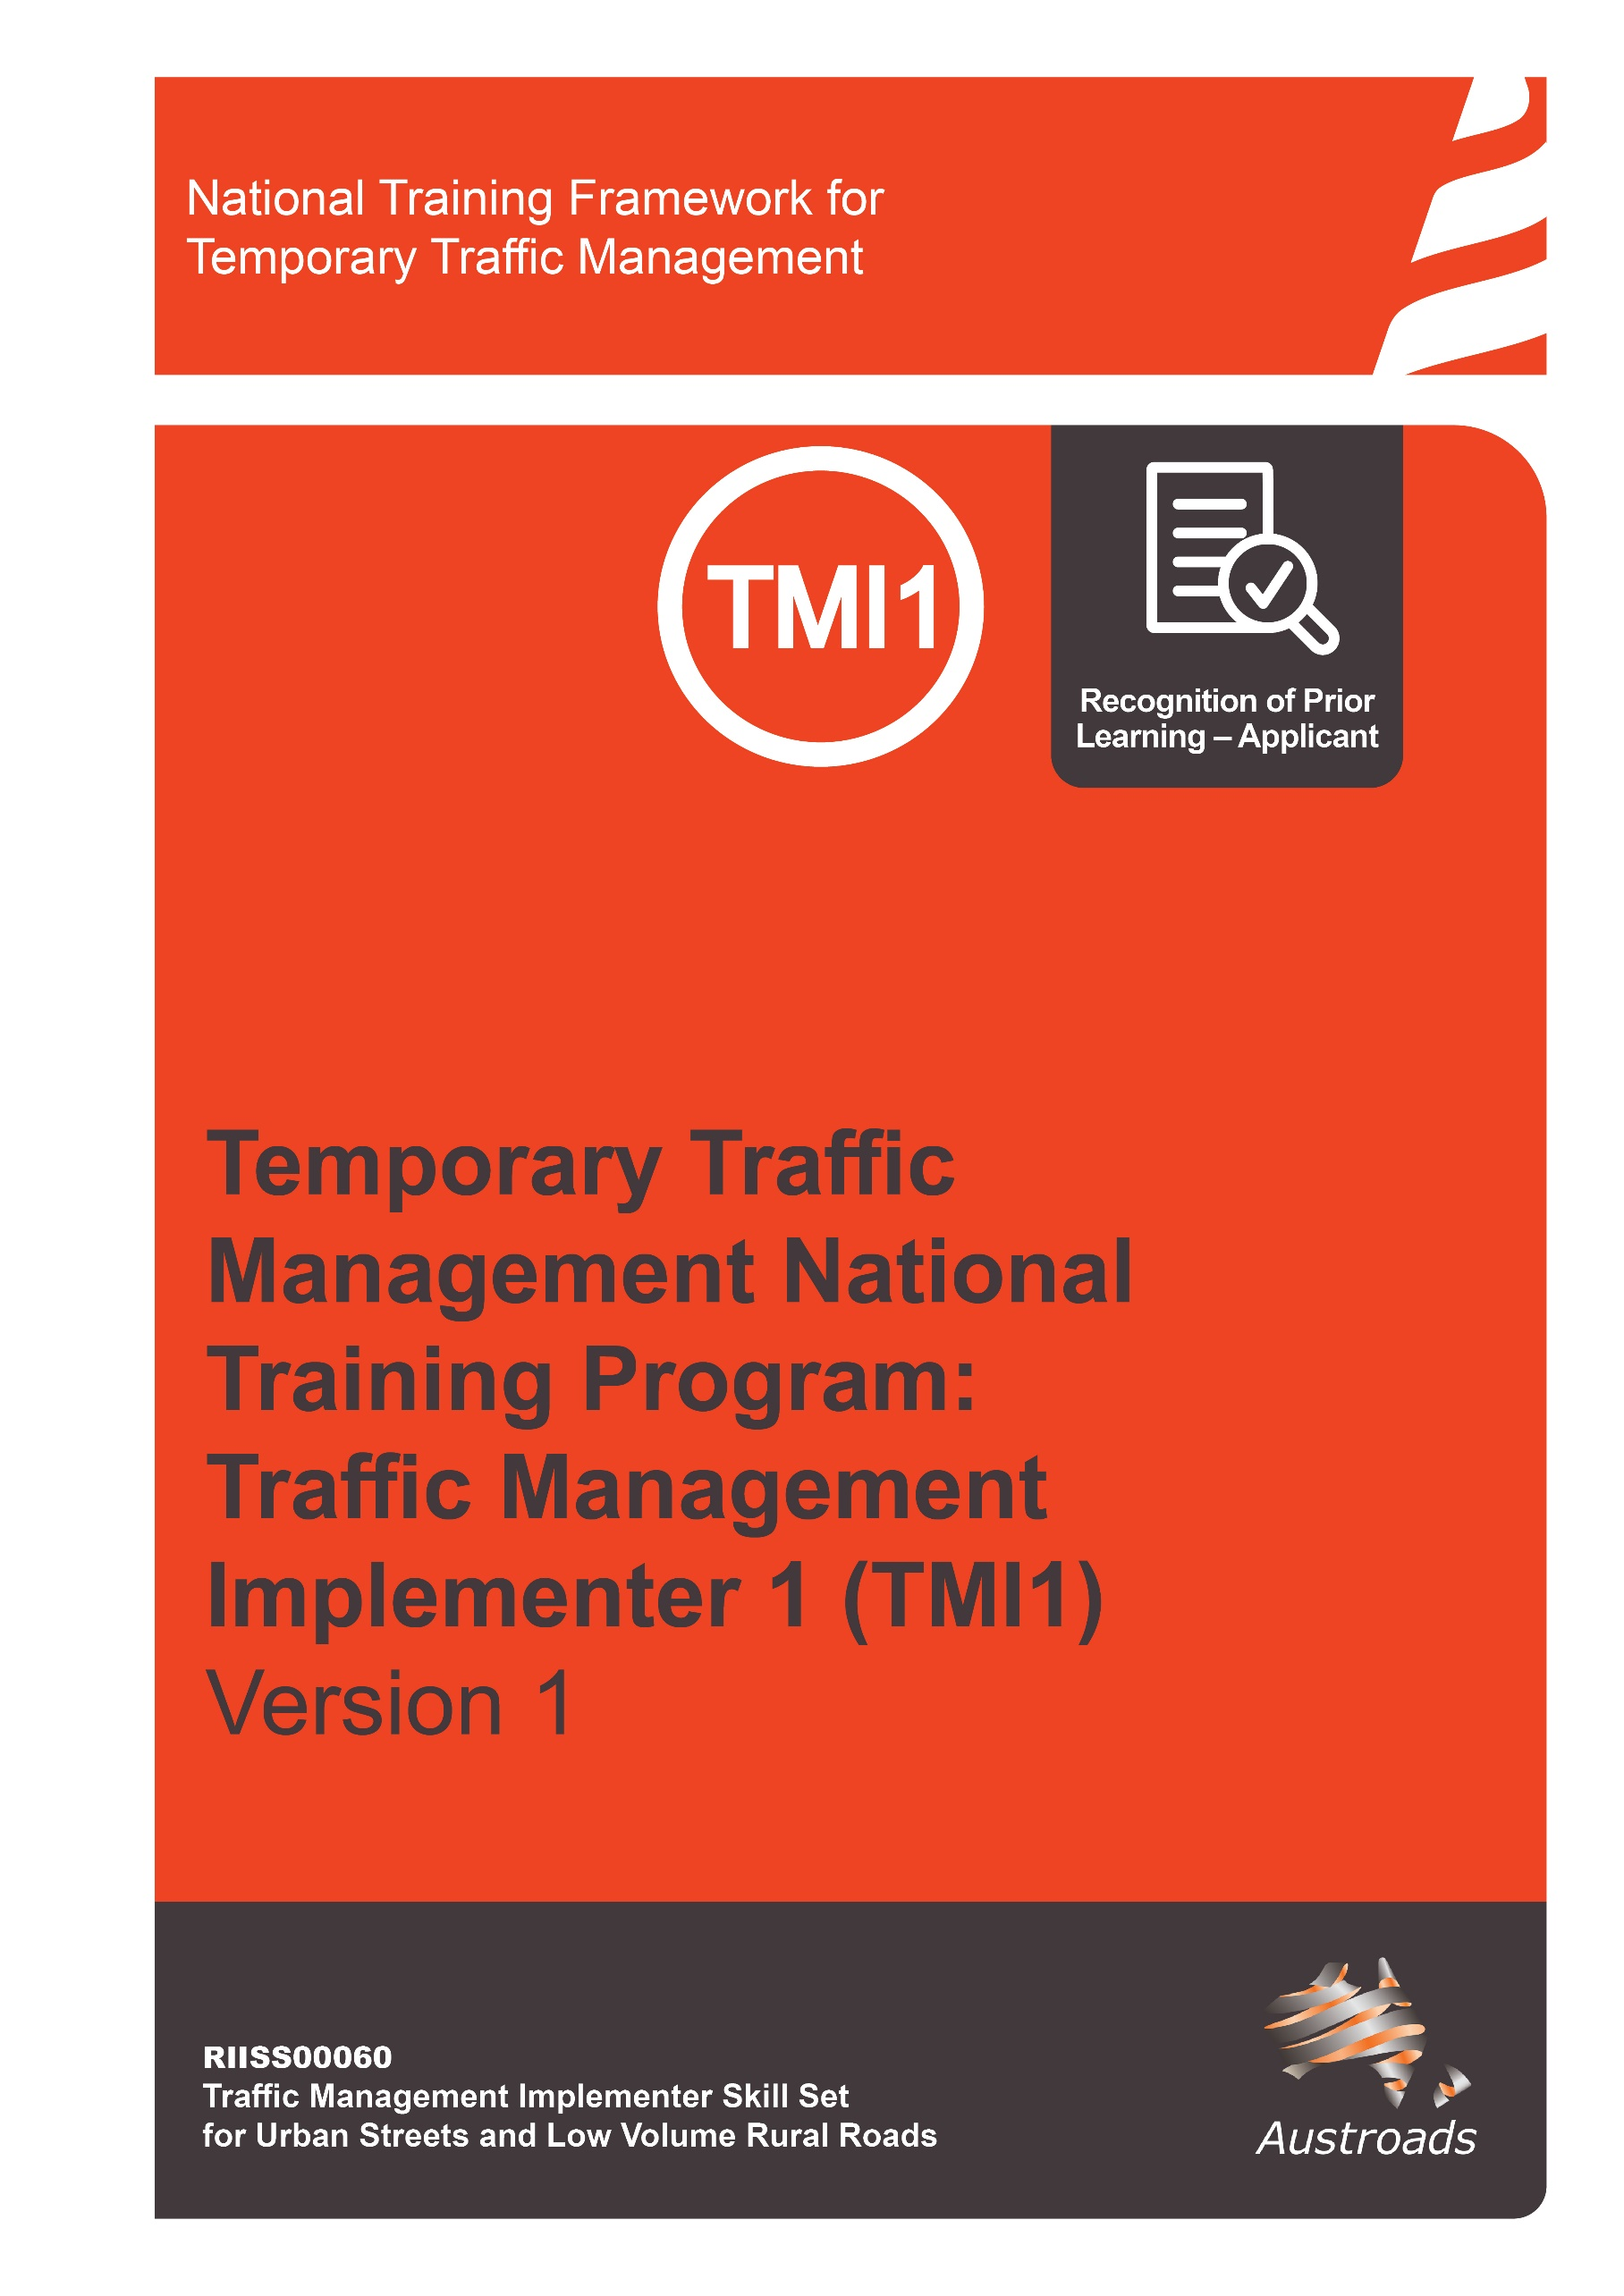 National Training Framework for
Temporary Traffic Management
TMI1
Recognition of Prior
Learning – Applicant
Temporary Traffic
Management National
Training Program:
Traffic Management
Implementer 1 (TMI1)
Version 1
RIISS00060
Traffic Management Implementer Skill Set
for Urban Streets and Low Volume Rural Roads
Austroads